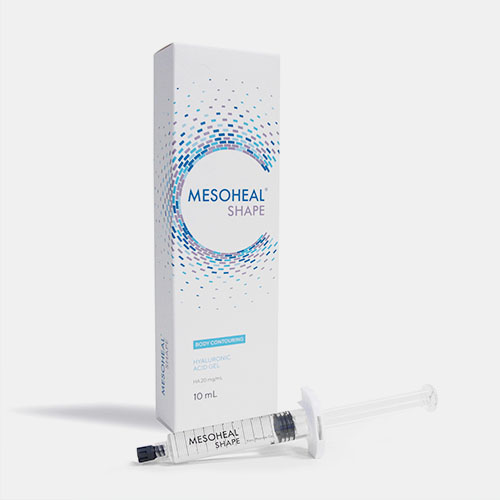 MESOHEAL®
SHAPE
BODY CONTOURING
HYALURONIC
ACID GEL
HA 20 mg/mL
10 mL
MESOHEAL®
SHAPE
MESOHEAL
SHAPE